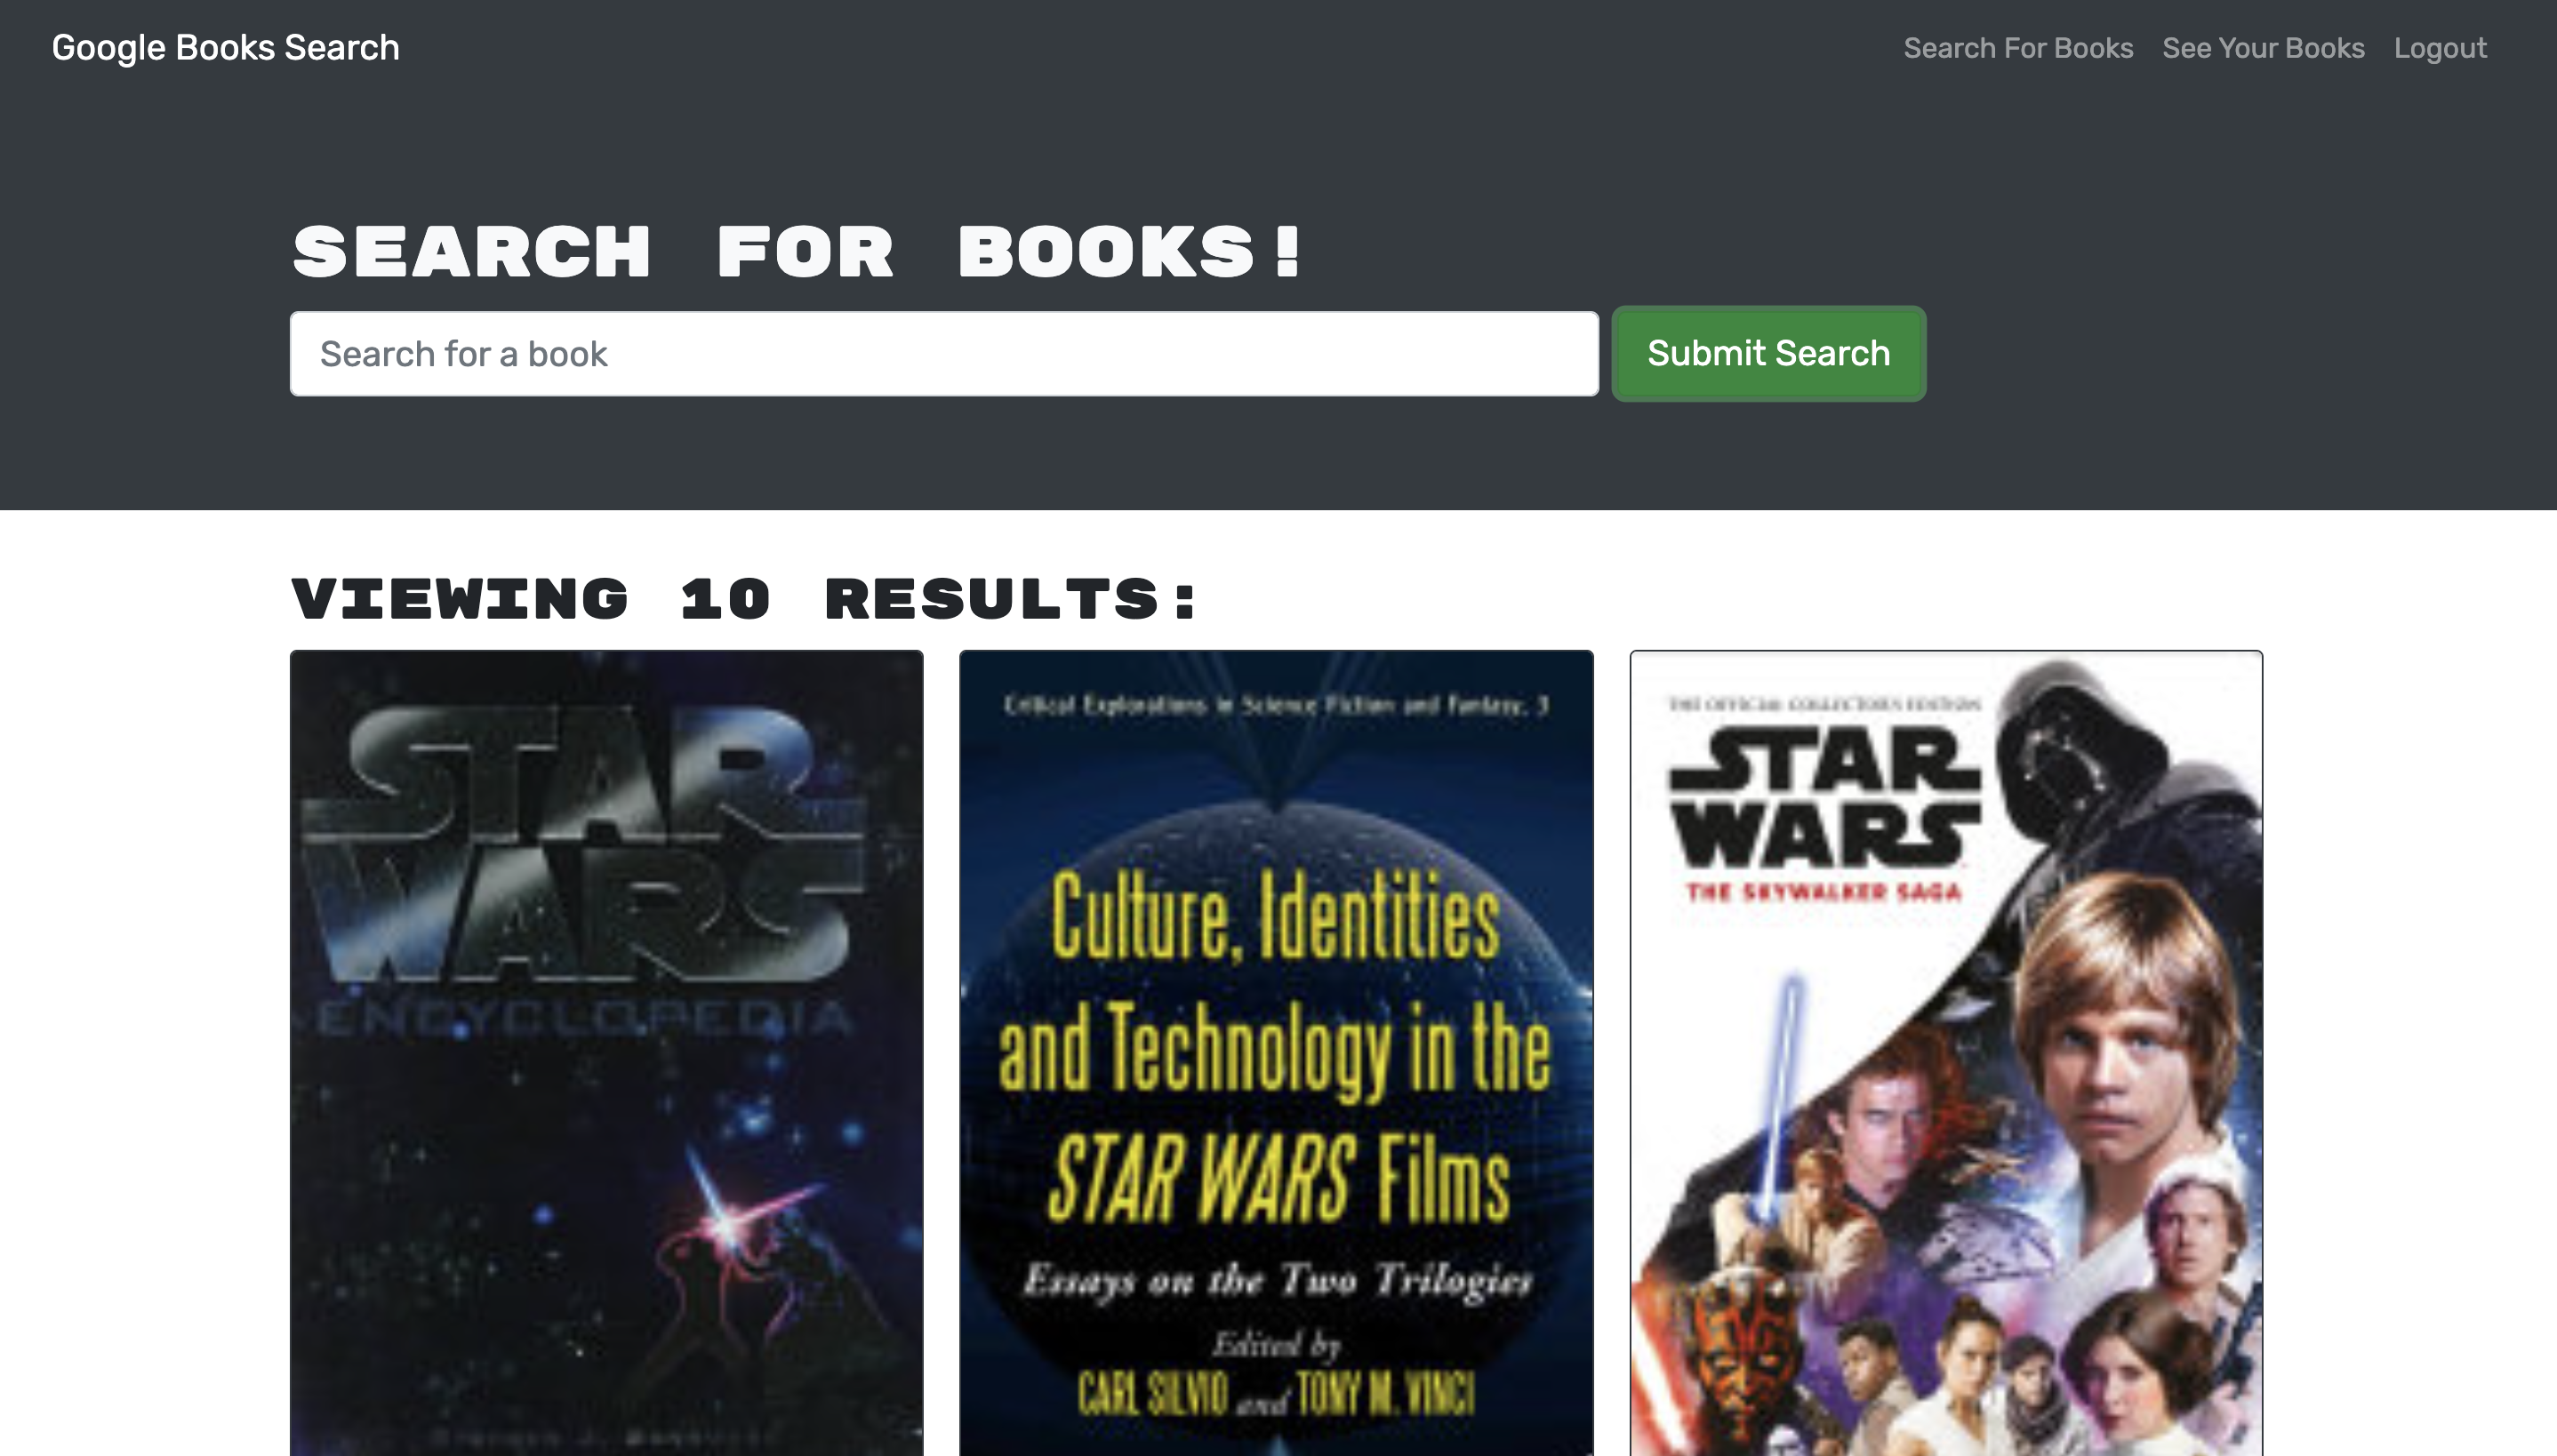 Google Books Search
Search For Books See Your Books Logout
SEARCH FOR BOOKS!
Search for a book
Submit Search
VIEWING 10 RESULTS:
STAR
WARS
ENCYCLOPEDIA
Critical Explorations in Science Fiction and Fantasy, 3
Culture, Identities
and Technology in the
STAR WARS Films
Essays on the Two Trilogies
Edited by
CARL SILVIO and TONY M. VINCI
THE OFFICIAL COLLECTOR'S EDITION
STAR
WARS
THE SKYWALKER SAGA